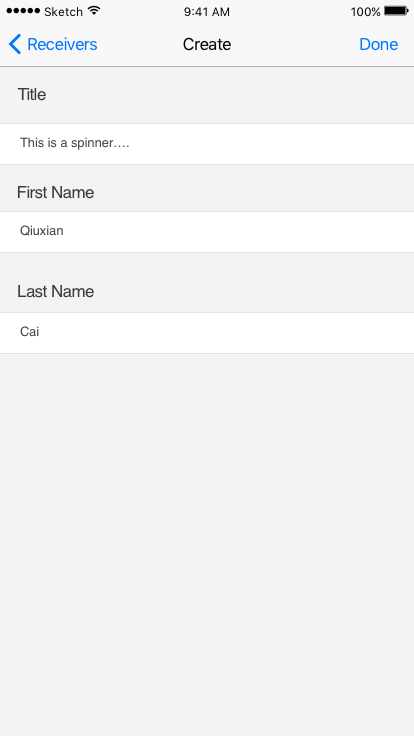 Sketch 9:41 AM 100%
Receivers Create Done
Title
This is a spinner....
First Name
Qiuxian
Last Name
Cai